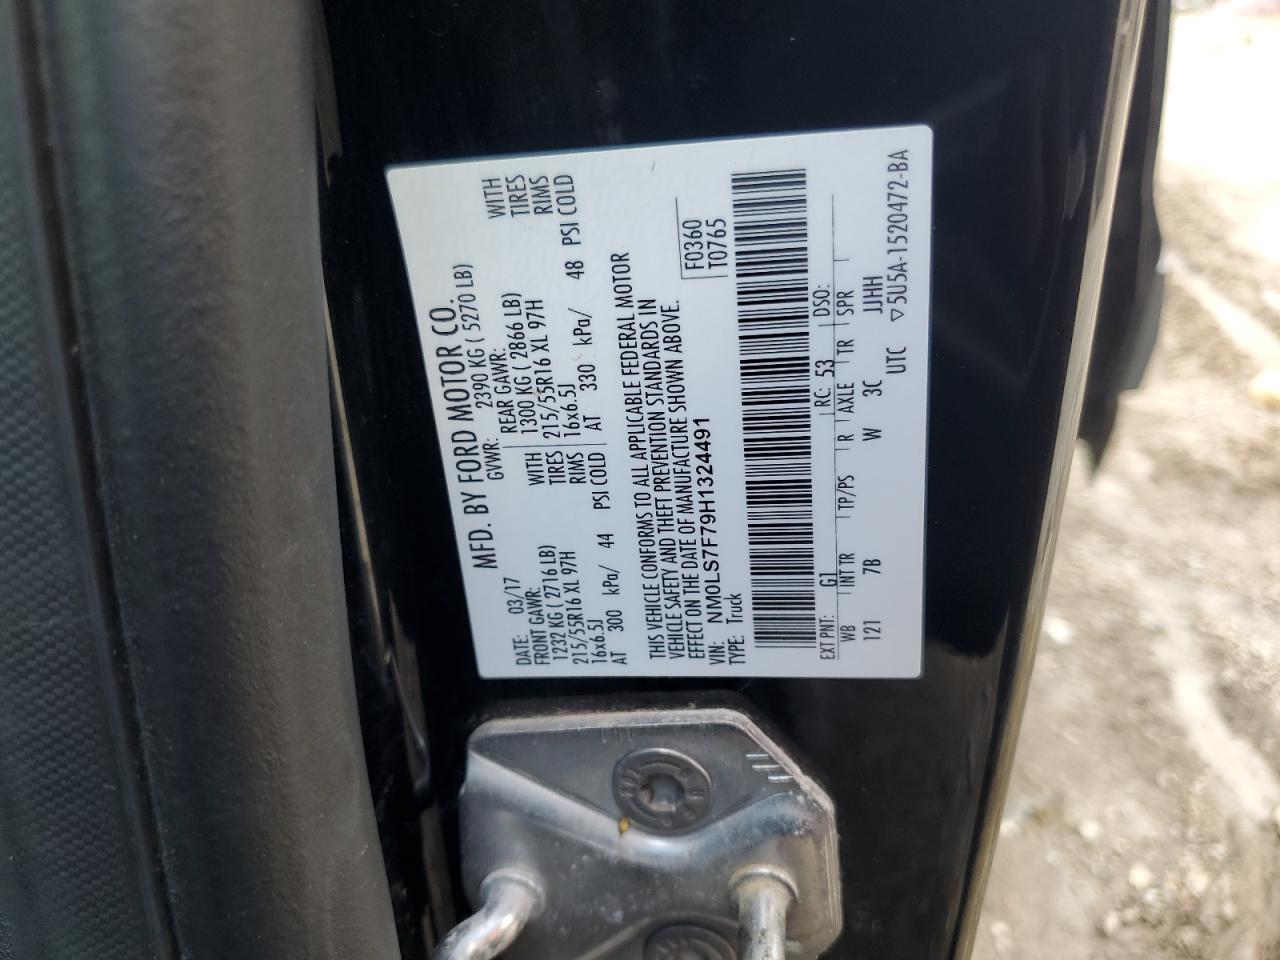 MFD. BY FORD MOTOR CO.
DATE: 03/17 GVWR: 2390 KG ( 5270 LB)
FRONT GAWR: REAR GAWR:
1232 KG ( 2716 LB) WITH 1300 KG ( 2866 LB) WITH
215/55R16 XL 97H TIRES 215/55R16 XL 97H TIRES
16x6.5J RIMS 16x6.5J RIMS
AT 300 kPa/ 44 PSI COLD AT 330 kPa/ 48 PSI COLD
THIS VEHICLE CONFORMS TO ALL APPLICABLE FEDERAL MOTOR
VEHICLE SAFETY AND THEFT PREVENTION STANDARDS IN
EFFECT ON THE DATE OF MANUFACTURE SHOWN ABOVE.
VIN: NM0LS7F79H1324491 F0360
TYPE: Truck T0765
EXT PNT: G1 RC: 53 DSO:
WB INT TR TP/PS R AXLE TR SPR
121 7B W 3C JJHH
UTC ▽5U5A-1520472-BA